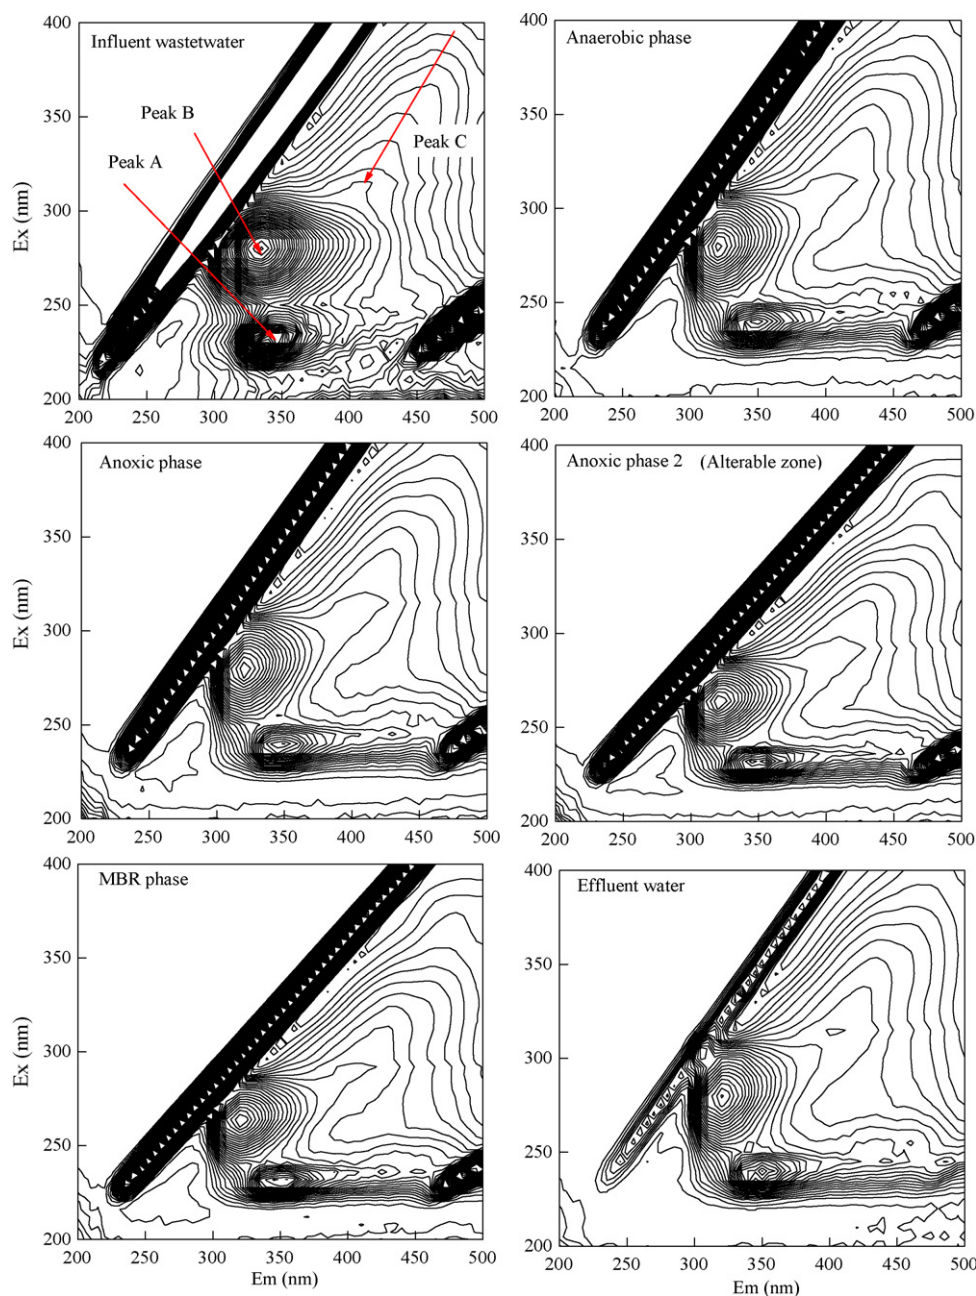 400
Influent wastetwater
350
Peak B
Peak A
Peak C
Ex (nm)
300
250
200
200 250 300 350 400 450 500
400
Anaerobic phase
350
300
250
200
200 250 300 350 400 450 500
400
Anoxic phase
350
Ex (nm)
300
250
200
200 250 300 350 400 450 500
400
Anoxic phase 2 (Alterable zone)
350
300
250
200
200 250 300 350 400 450 500
400
MBR phase
350
Ex (nm)
300
250
200
200 250 300 350 400 450 500
Em (nm)
400
Effluent water
350
300
250
200
200 250 300 350 400 450 500
Em (nm)